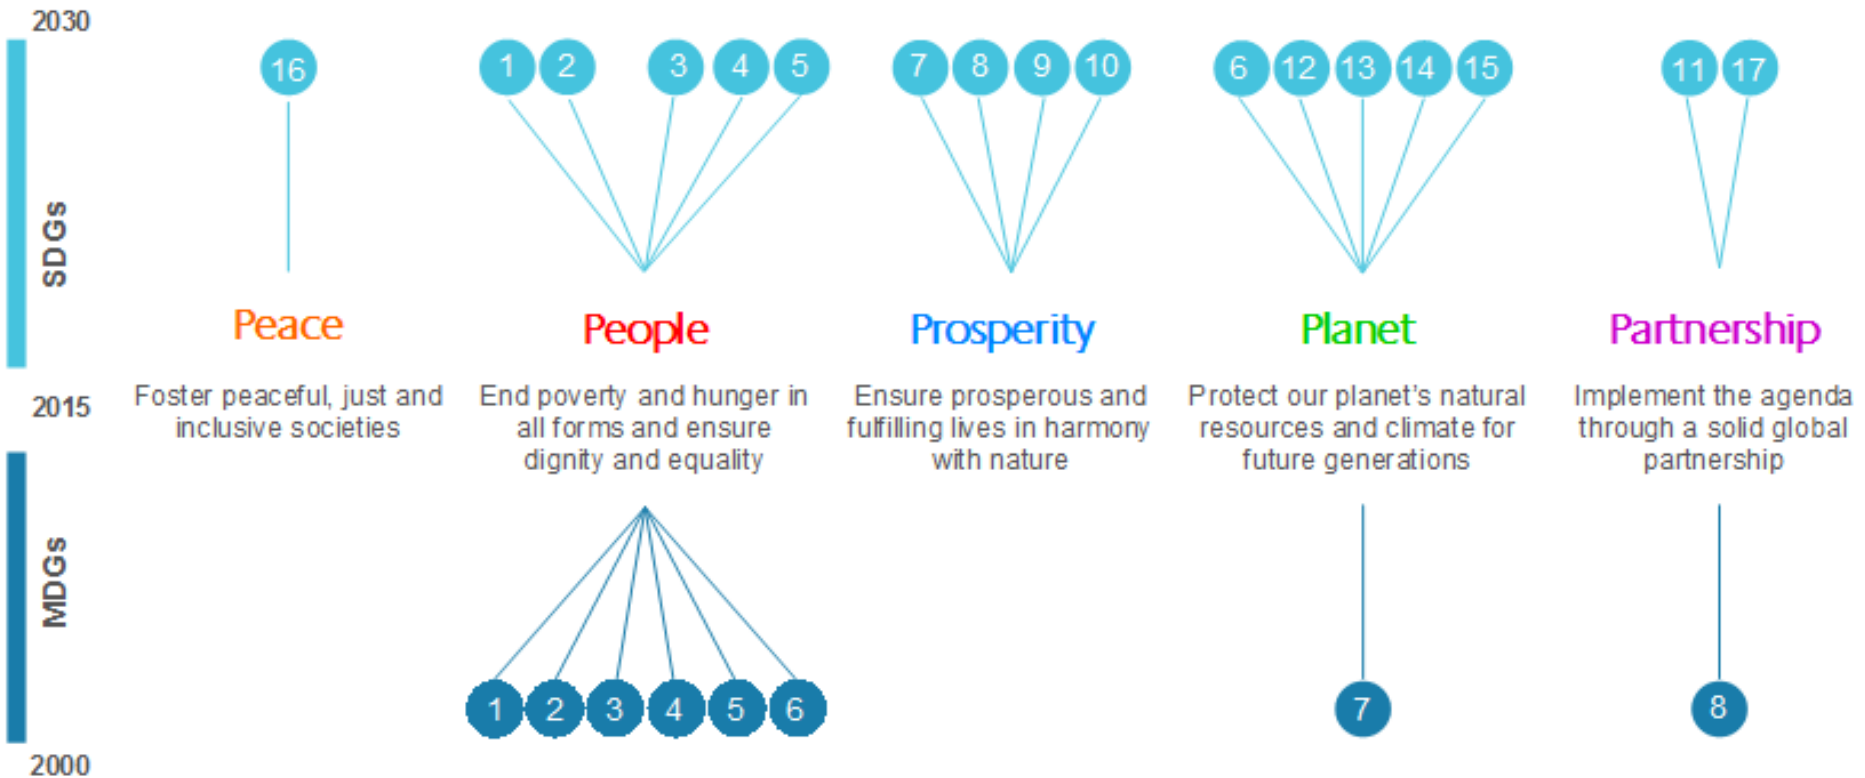 2030
16
1 2 3 4 5
7 8 9 10
6 12 13 14 15
11 17
SDGs
Peace
People
Prosperity
Planet
Partnership
2015
Foster peaceful, just and
inclusive societies
End poverty and hunger in
all forms and ensure
dignity and equality
Ensure prosperous and
fulfilling lives in harmony
with nature
Protect our planet's natural
resources and climate for
future generations
Implement the agenda
through a solid global
partnership
MDGs
1 2 3 4 5 6
7
8
2000